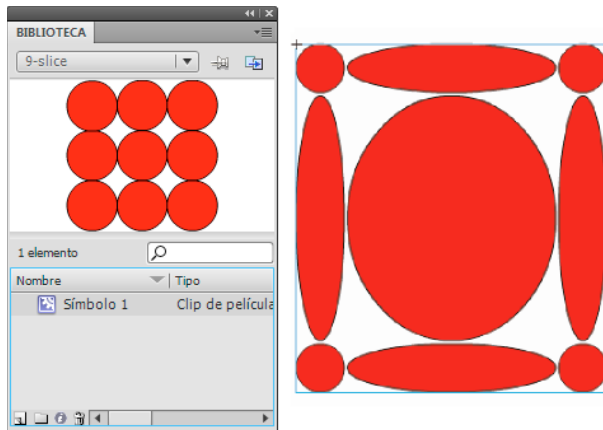 BIBLIOTECA
9-slice
1 elemento
Nombre Tipo
Símbolo 1 Clip de película